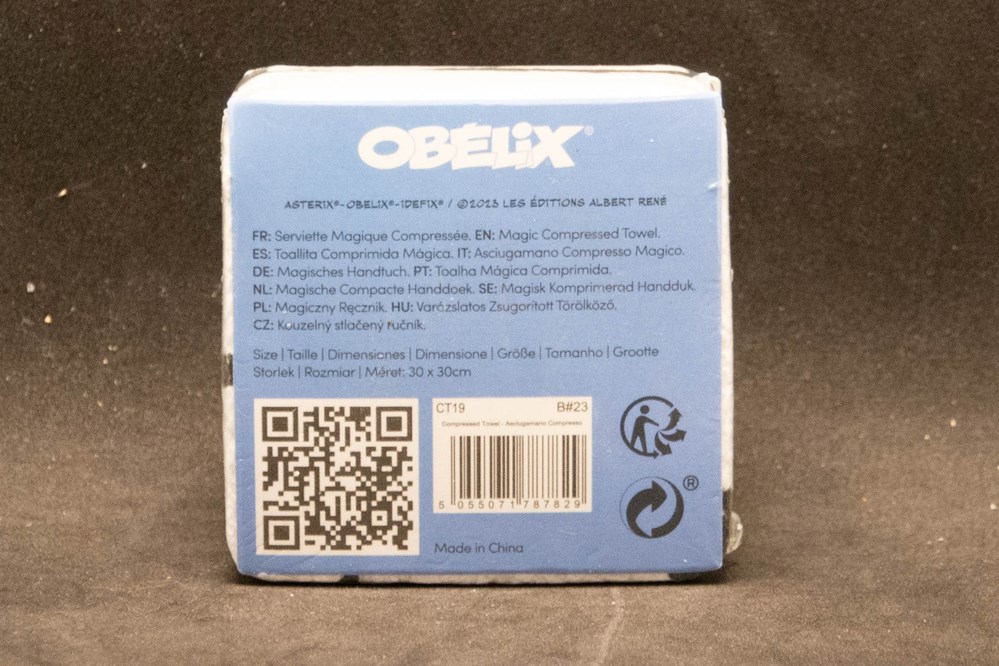 OBÉLiX®
ASTERIX®-OBELIX®-IDEFIX® / ©2023 LES ÉDITIONS ALBERT RENÉ
FR: Serviette Magique Compressée. EN: Magic Compressed Towel.
ES: Toallita Comprimida Mágica. IT: Asciugamano Compresso Magico.
DE: Magisches Handtuch. PT: Toalha Mágica Comprimida.
NL: Magische Compacte Handdoek. SE: Magisk Komprimerad Handduk.
PL: Magiczny Ręcznik. HU: Varázslatos Zsugorított Törölköző.
CZ: Kouzelný stlačený ručník.
Size | Taille | Dimensiones | Dimensione | Größe | Tamanho | Grootte
Storlek | Rozmiar | Méret: 30 x 30cm
CT19 B#23
Compressed Towel - Asciugamano Compresso
5 055071 787829
®
Made in China